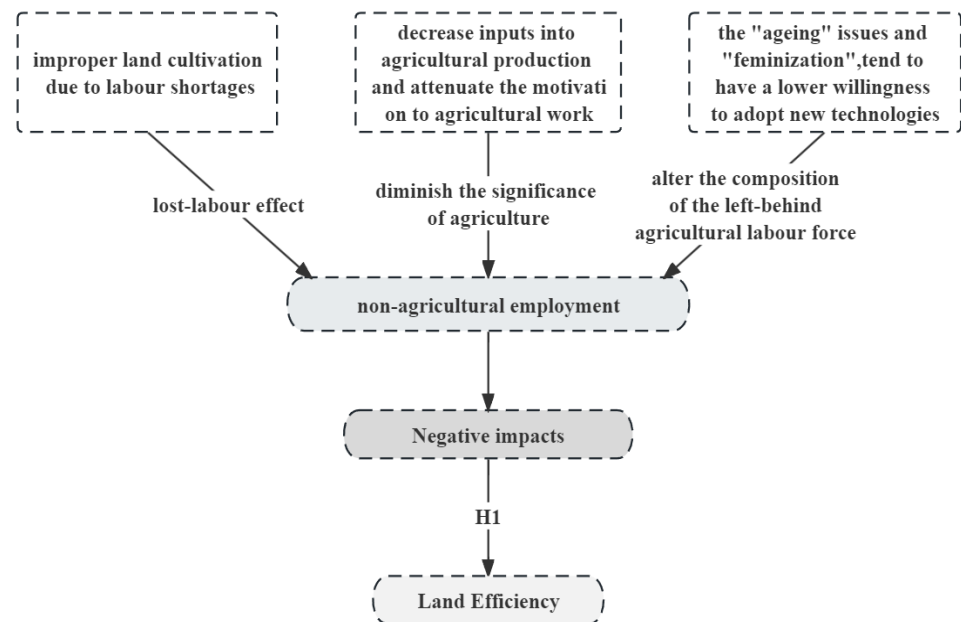 improper land cultivation
due to labour shortages
decrease inputs into
agricultural production
and attenuate the motivati
on to agricultural work
the "ageing" issues and
"feminization",tend to
have a lower willingness
to adopt new technologies
lost-labour effect
diminish the significance
of agriculture
alter the composition
of the left-behind
agricultural labour force
non-agricultural employment
Negative impacts
H1
Land Efficiency